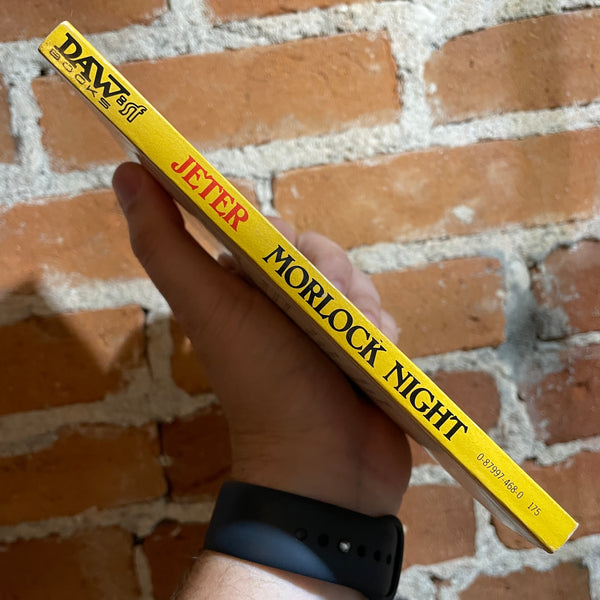 DAW
BOOKS
sf
JETER
MORLOCK NIGHT
0-87997-468-0 175